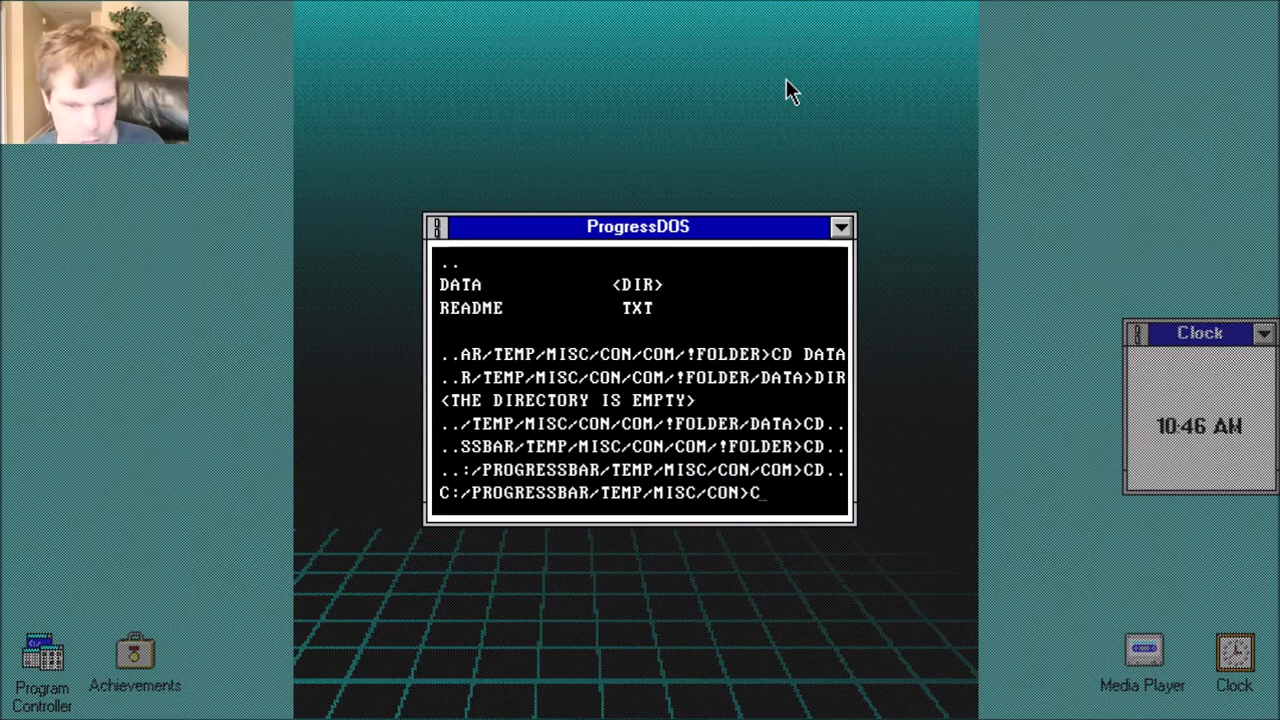 ProgressDOS
..
DATA <DIR>
README TXT
..AR/TEMP/MISC/CON/COM/!FOLDER>CD DATA
..R/TEMP/MISC/CON/COM/!FOLDER/DATA>DIR
<THE DIRECTORY IS EMPTY>
../TEMP/MISC/CON/COM/!FOLDER/DATA>CD..
..SSBAR/TEMP/MISC/CON/COM/!FOLDER>CD..
..:/PROGRESSBAR/TEMP/MISC/CON/COM>CD..
C:/PROGRESSBAR/TEMP/MISC/CON>C_
Clock
10:46 AM
Program
Controller
Achievements
Media Player
Clock